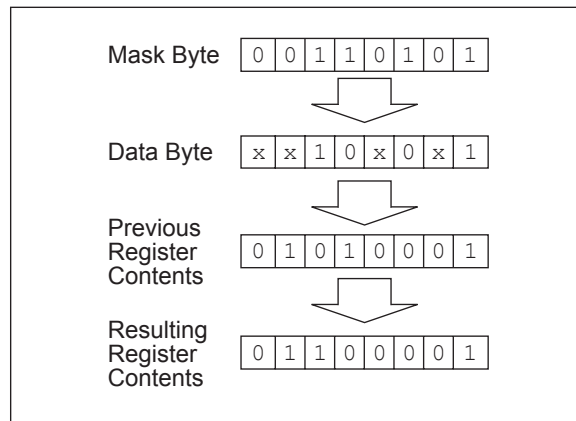 Mask Byte 0 0 1 1 0 1 0 1
Data Byte x x 1 0 x 0 x 1
Previous
Register
Contents 0 1 0 1 0 0 0 1
Resulting
Register
Contents 0 1 1 0 0 0 0 1